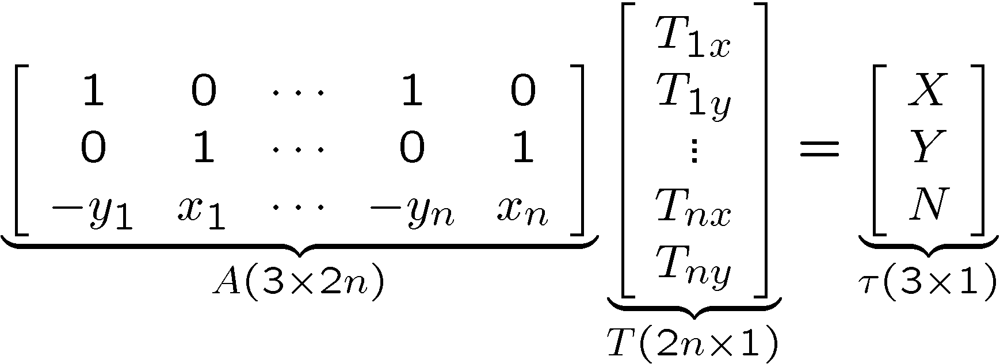 [ 1 0 ⋯ 1 0
0 1 ⋯ 0 1
−y₁ x₁ ⋯ −yₙ xₙ ]
A(3×2n)
[ T₁ₓ
T₁y
⋮
Tₙₓ
Tₙy ]
T(2n×1)
=
[ X
Y
N ]
τ(3×1)